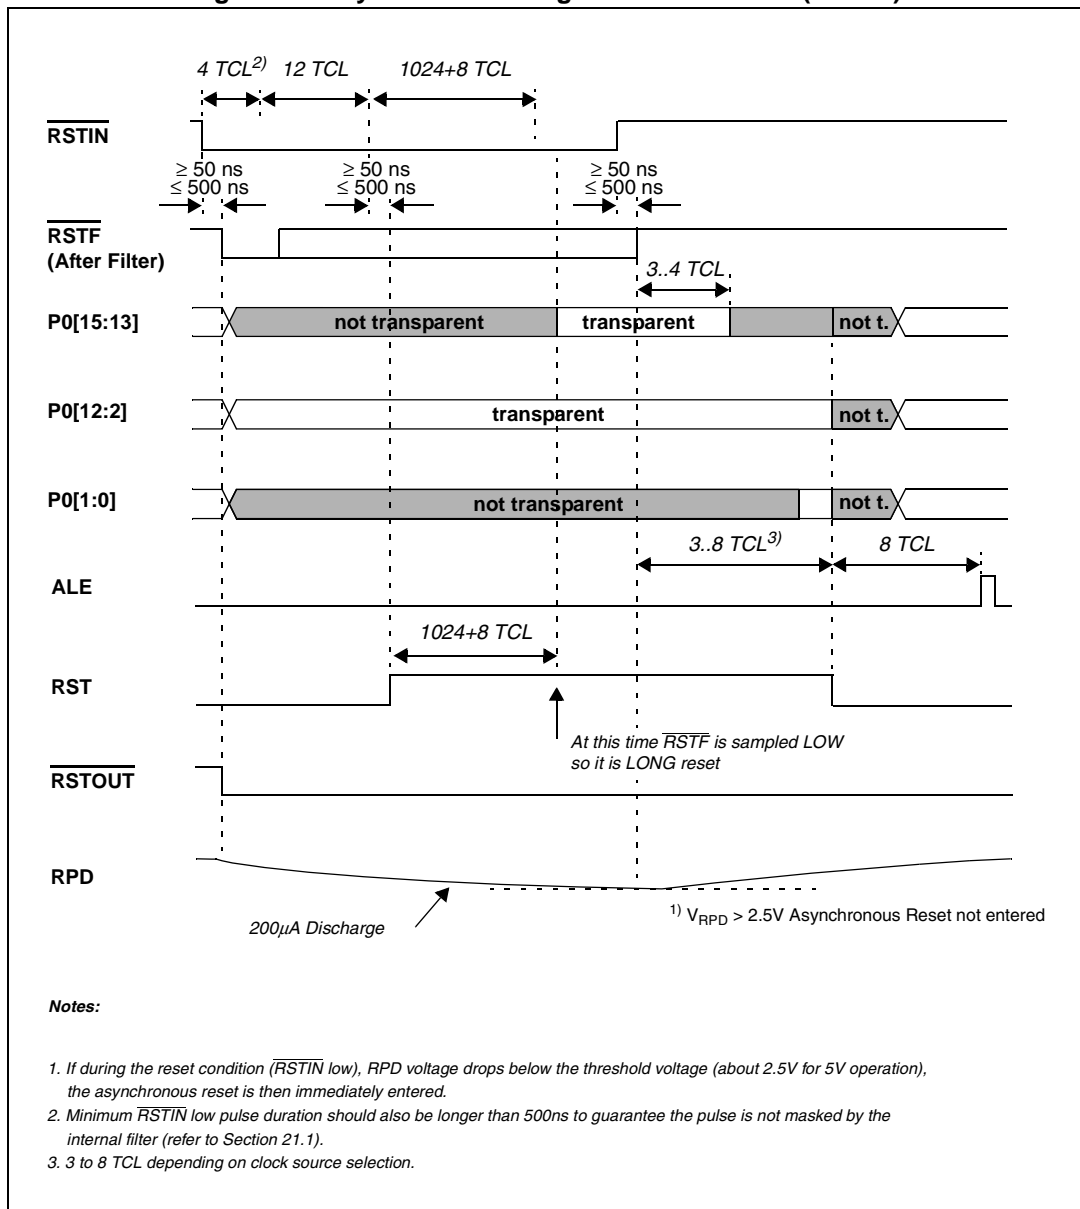 4 TCL2) 12 TCL 1024+8 TCL
RSTIN
≥ 50 ns ≥ 50 ns ≥ 50 ns
≤ 500 ns ≤ 500 ns ≤ 500 ns
RSTF
(After Filter)
3..4 TCL
P0[15:13] not transparent transparent not t.
P0[12:2] transparent not t.
P0[1:0] not transparent not t.
3..8 TCL3) 8 TCL
ALE
1024+8 TCL
RST
At this time RSTF is sampled LOW
so it is LONG reset
RSTOUT
RPD
1) VRPD > 2.5V Asynchronous Reset not entered
200µA Discharge
Notes:
1. If during the reset condition (RSTIN low), RPD voltage drops below the threshold voltage (about 2.5V for 5V operation),
the asynchronous reset is then immediately entered.
2. Minimum RSTIN low pulse duration should also be longer than 500ns to guarantee the pulse is not masked by the
internal filter (refer to Section 21.1).
3. 3 to 8 TCL depending on clock source selection.